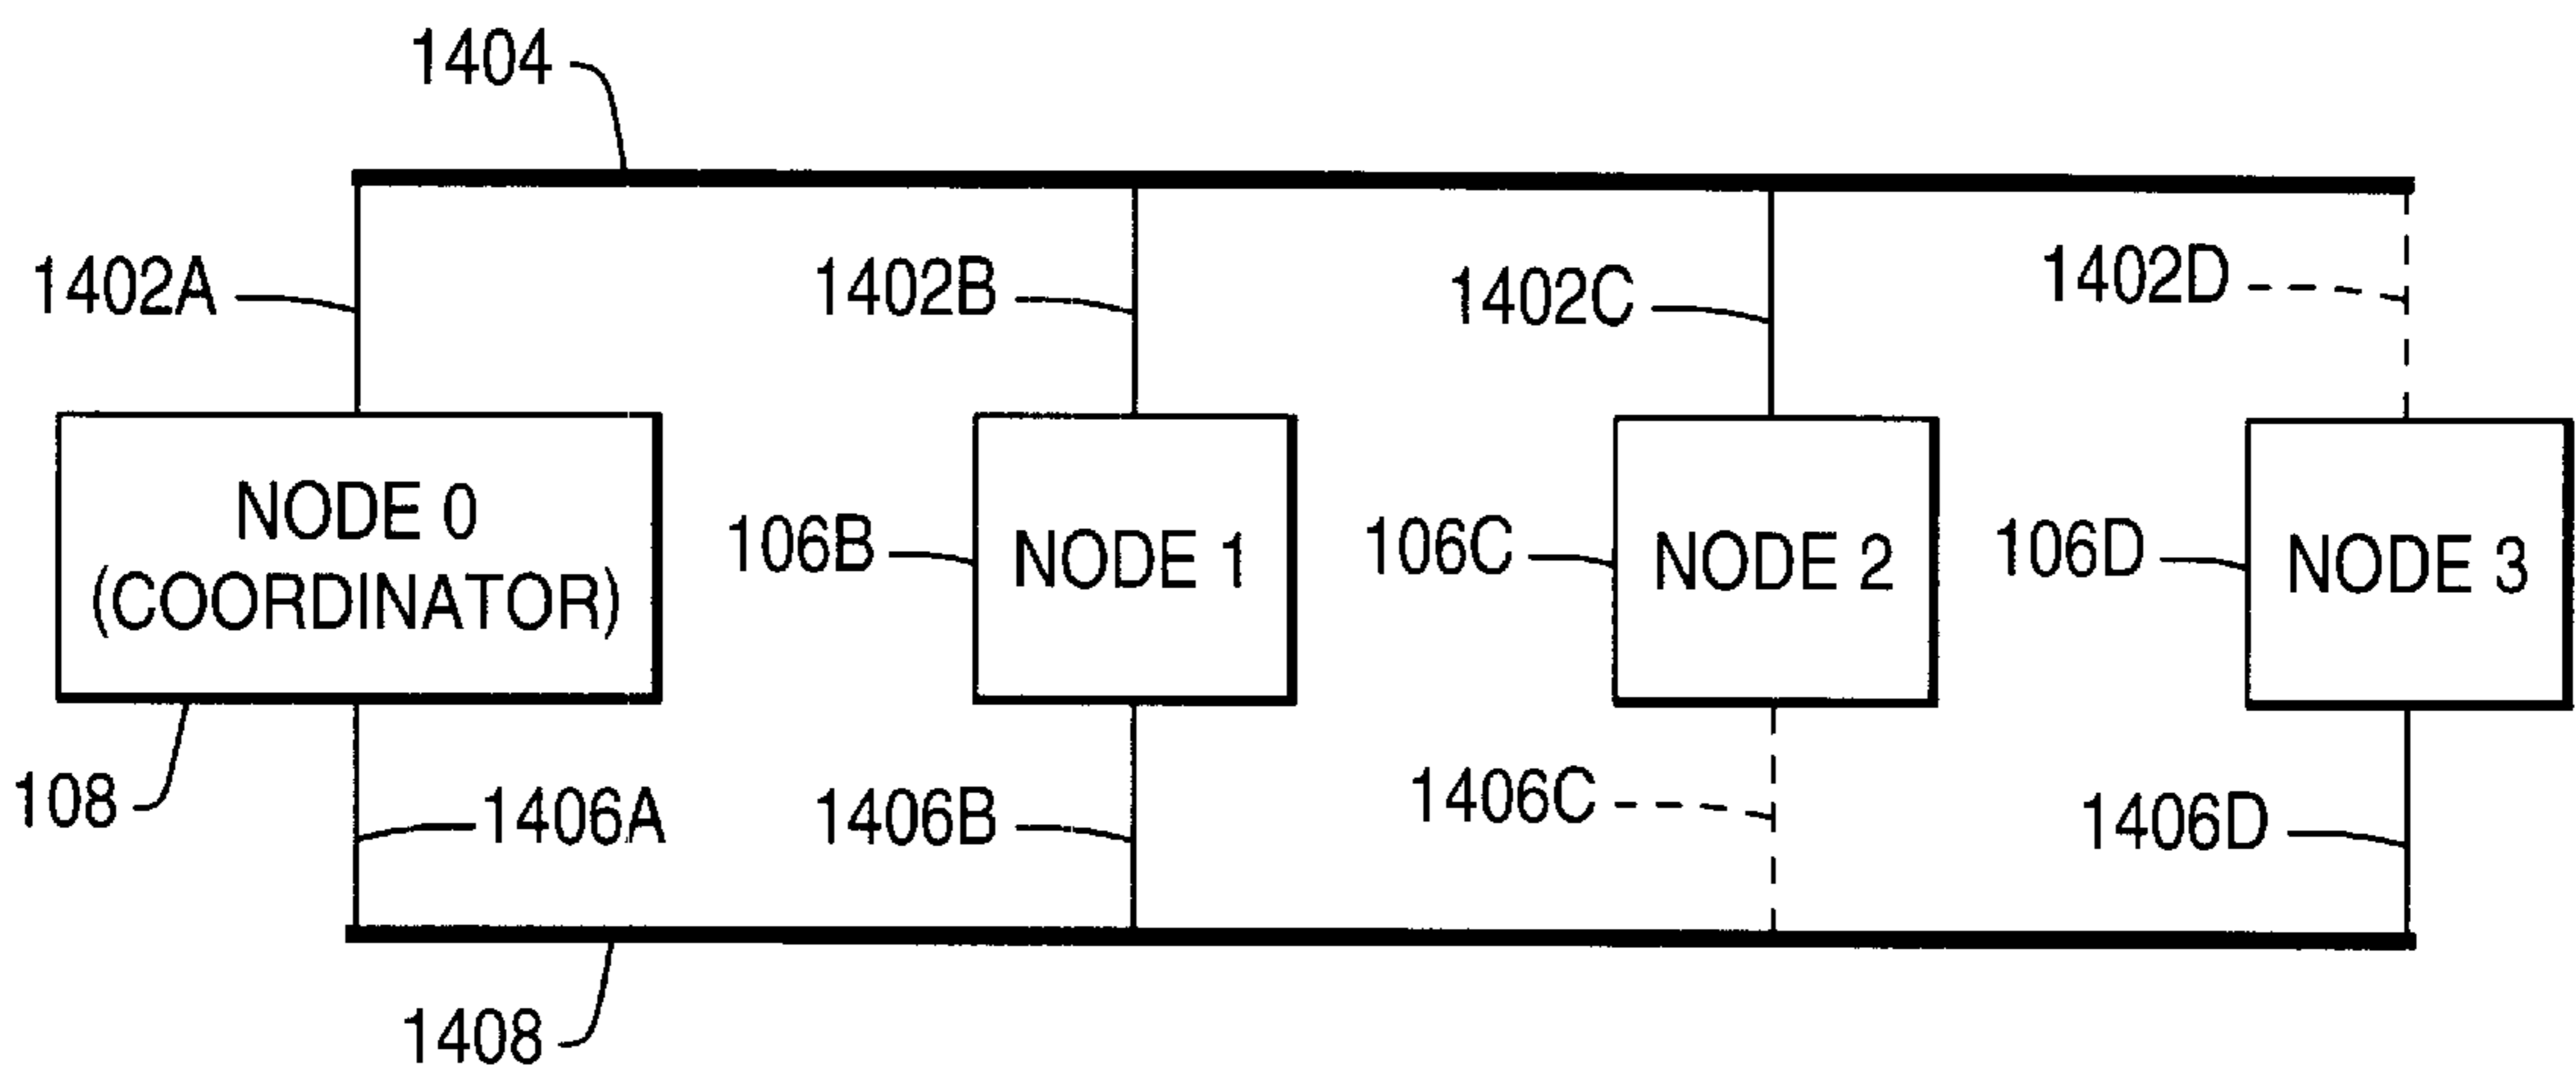 1404
1402A
1402B
1402C
1402D
NODE 0
(COORDINATOR)
106B
NODE 1
106C
NODE 2
106D
NODE 3
108
1406A
1406B
1406C
1406D
1408